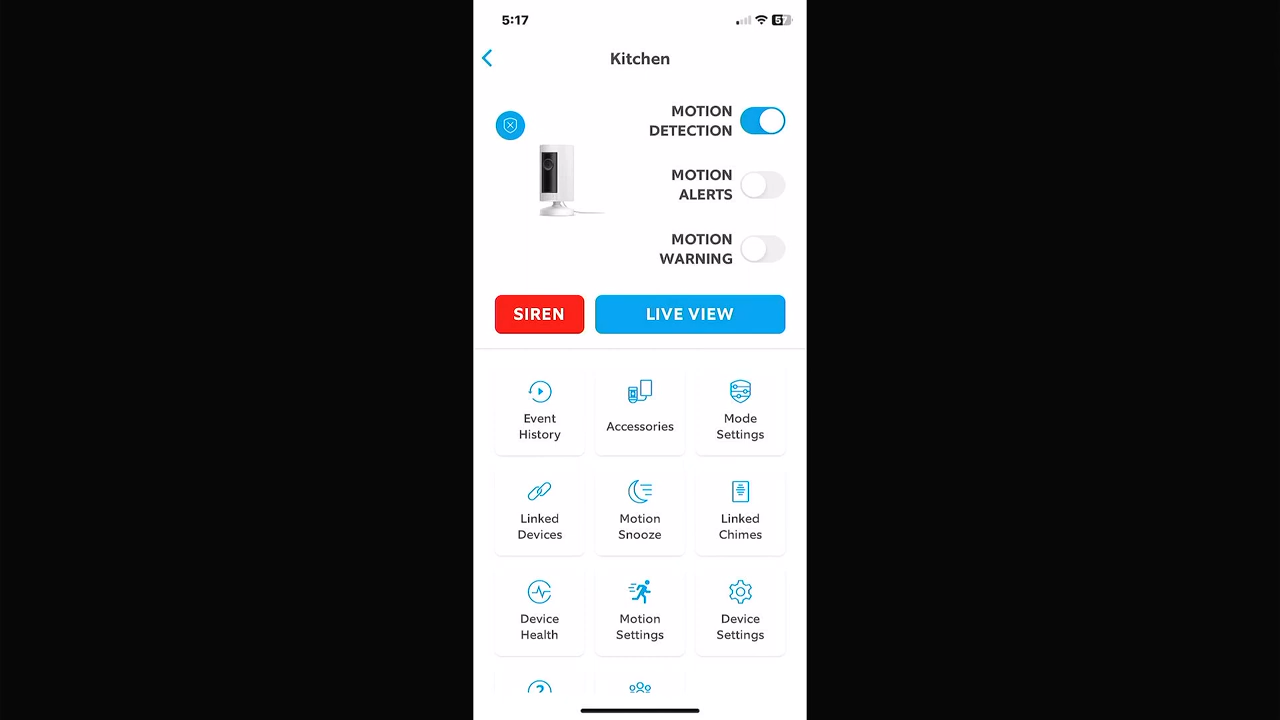 5:17
57
Kitchen
MOTION
DETECTION
MOTION
ALERTS
MOTION
WARNING
SIREN
LIVE VIEW
Event
History
Accessories
Mode
Settings
Linked
Devices
Motion
Snooze
Linked
Chimes
Device
Health
Motion
Settings
Device
Settings